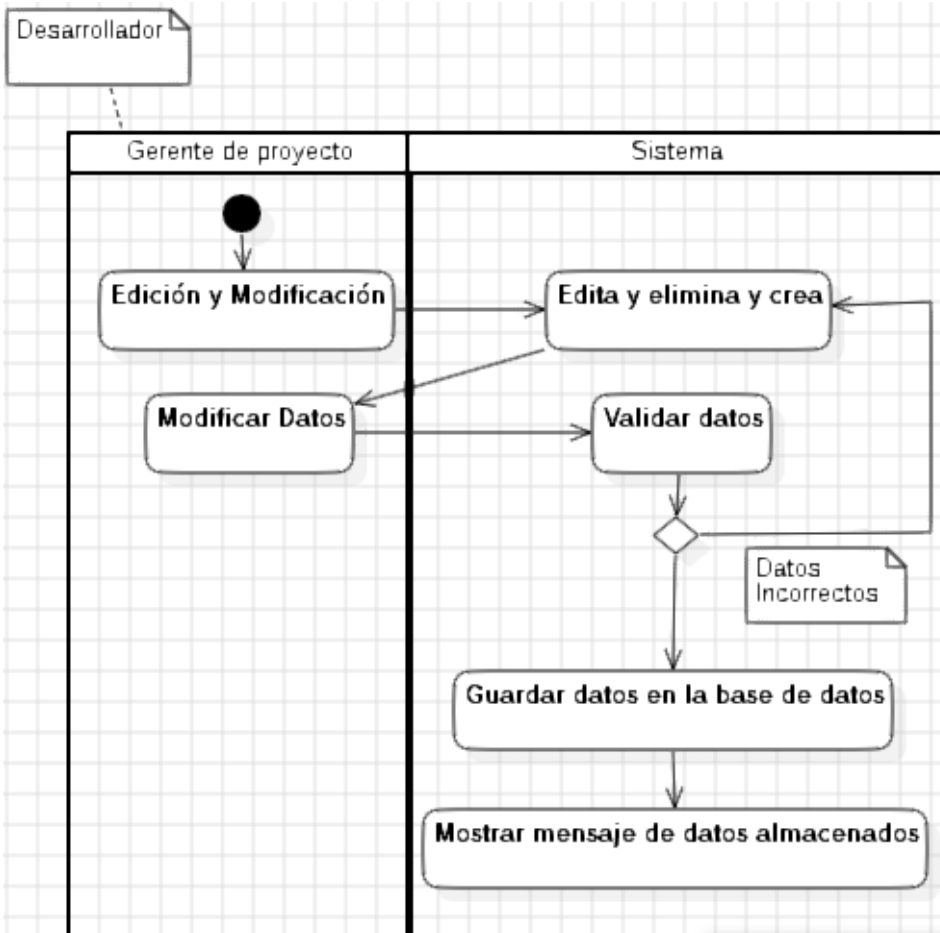 Desarrollador
Gerente de proyecto
Sistema
Edición y Modificación
Edita y elimina y crea
Modificar Datos
Validar datos
Datos
Incorrectos
Guardar datos en la base de datos
Mostrar mensaje de datos almacenados